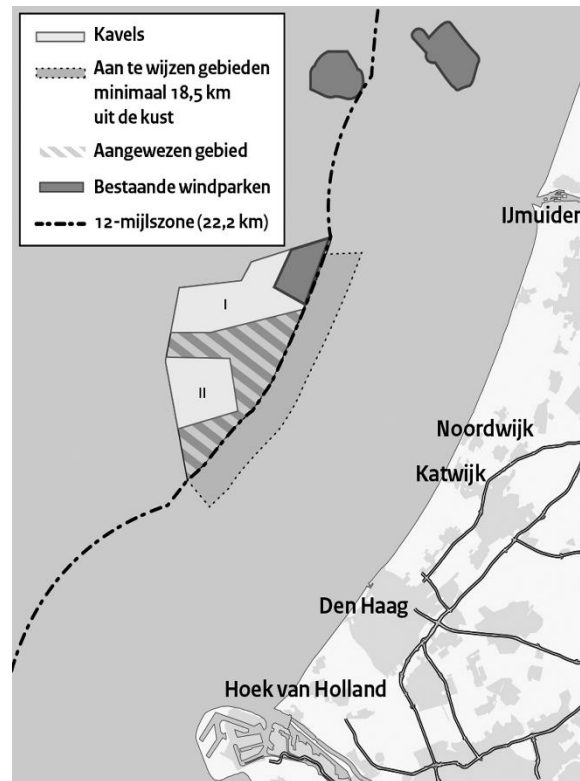 Kavels
Aan te wijzen gebieden
minimaal 18,5 km
uit de kust
Aangewezen gebied
Bestaande windparken
12-mijlszone (22,2 km)
IJmuiden
I
II
Noordwijk
Katwijk
Den Haag
Hoek van Holland